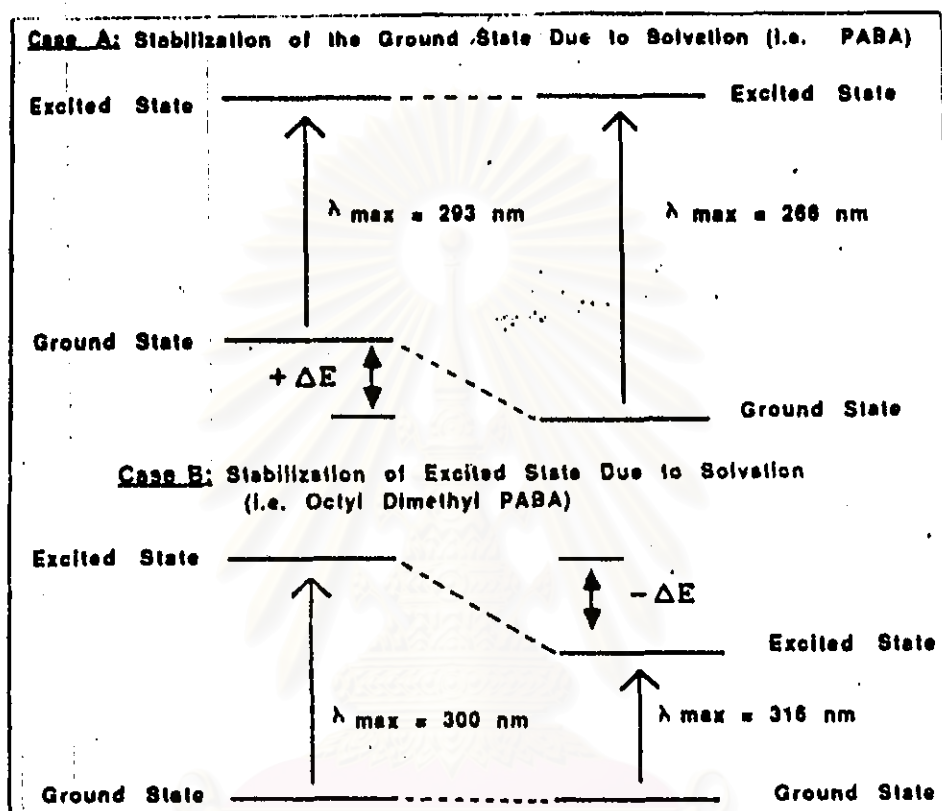 Case A: Stabilization of the Ground State Due to Solvation (i.e. PABA)
Excited State
Excited State
λ max = 293 nm
λ max = 266 nm
Ground State
+ ΔE
Ground State
Case B: Stabilization of Excited State Due to Solvation
(i.e. Octyl Dimethyl PABA)
Excited State
− ΔE
Excited State
λ max = 300 nm
λ max = 316 nm
Ground State
Ground State